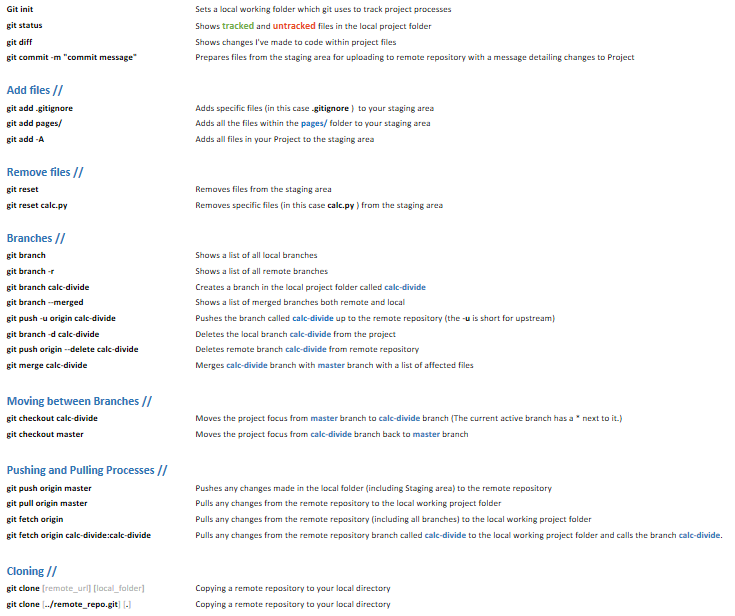 Git init Sets a local working folder which git uses to track project processes
git status Shows tracked and untracked files in the local project folder
git diff Shows changes I've made to code within project files
git commit -m "commit message" Prepares files from the staging area for uploading to remote repository with a message detailing changes to Project
Add files //
git add .gitignore Adds specific files (in this case .gitignore ) to your staging area
git add pages/ Adds all the files within the pages/ folder to your staging area
git add -A Adds all files in your Project to the staging area
Remove files //
git reset Removes files from the staging area
git reset calc.py Removes specific files (in this case calc.py ) from the staging area
Branches //
git branch Shows a list of all local branches
git branch -r Shows a list of all remote branches
git branch calc-divide Creates a branch in the local project folder called calc-divide
git branch --merged Shows a list of merged branches both remote and local
git push -u origin calc-divide Pushes the branch called calc-divide up to the remote repository (the -u is short for upstream)
git branch -d calc-divide Deletes the local branch calc-divide from the project
git push origin --delete calc-divide Deletes remote branch calc-divide from remote repository
git merge calc-divide Merges calc-divide branch with master branch with a list of affected files
Moving between Branches //
git checkout calc-divide Moves the project focus from master branch to calc-divide branch (The current active branch has a * next to it.)
git checkout master Moves the project focus from calc-divide branch back to master branch
Pushing and Pulling Processes //
git push origin master Pushes any changes made in the local folder (including Staging area) to the remote repository
git pull origin master Pulls any changes from the remote repository to the local working project folder
git fetch origin Pulls any changes from the remote repository (including all branches) to the local working project folder
git fetch origin calc-divide:calc-divide Pulls any changes from the remote repository branch called calc-divide to the local working project folder and calls the branch calc-divide.
Cloning //
git clone [remote_url] [local_folder] Copying a remote repository to your local directory
git clone [../remote_repo.git] [.] Copying a remote repository to your local directory